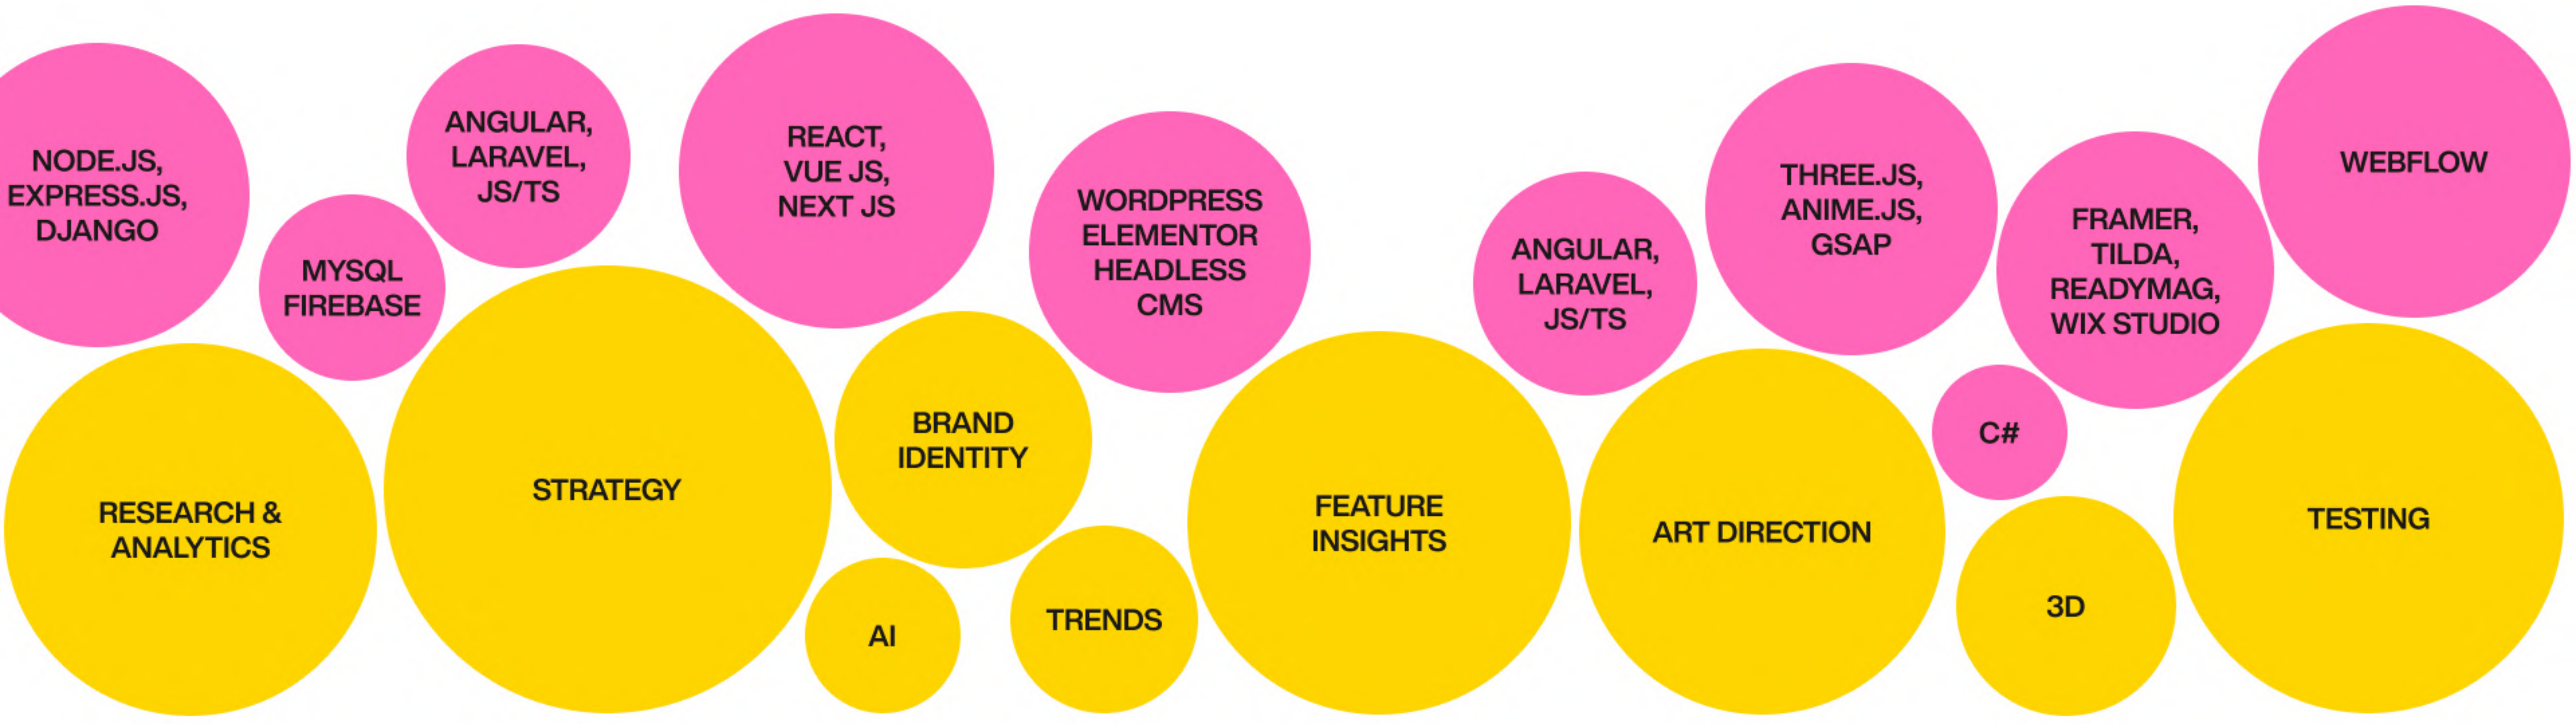 NODE.JS,
EXPRESS.JS,
DJANGO
MYSQL
FIREBASE
ANGULAR,
LARAVEL,
JS/TS
REACT,
VUE JS,
NEXT JS
WORDPRESS
ELEMENTOR
HEADLESS
CMS
ANGULAR,
LARAVEL,
JS/TS
THREE.JS,
ANIME.JS,
GSAP
FRAMER,
TILDA,
READYMAG,
WIX STUDIO
WEBFLOW
C#
RESEARCH &
ANALYTICS
STRATEGY
BRAND
IDENTITY
AI
TRENDS
FEATURE
INSIGHTS
ART DIRECTION
3D
TESTING